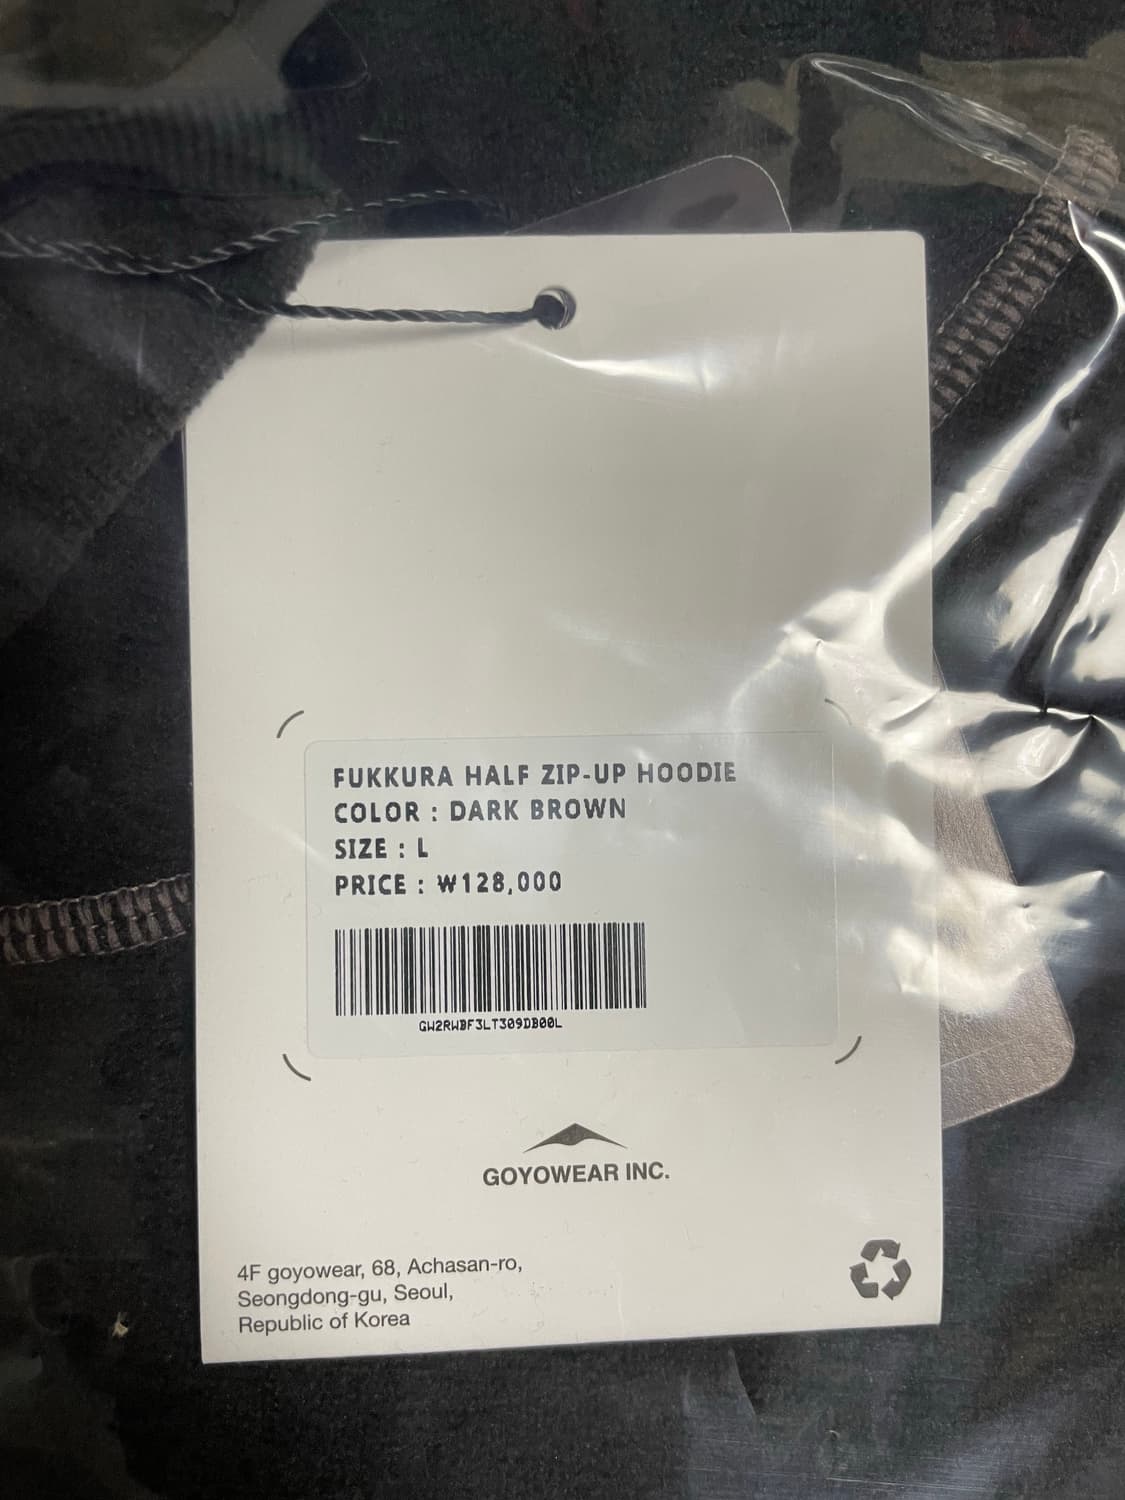 FUKKURA HALF ZIP-UP HOODIE
COLOR : DARK BROWN
SIZE : L
PRICE : ₩128,000
GW2RWBF3LT309DB00L
GOYOWEAR INC.
4F goyowear, 68, Achasan-ro,
Seongdong-gu, Seoul,
Republic of Korea